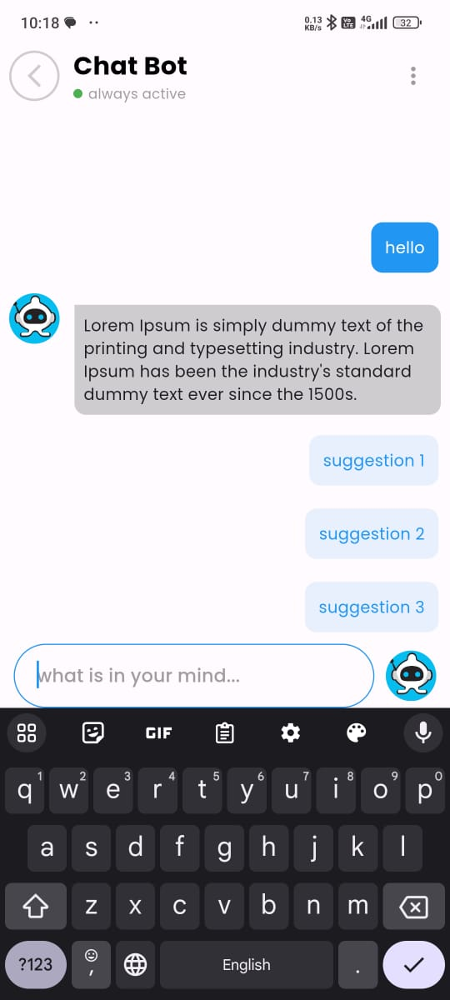 10:18
0.13 KB/s
Vo LTE
4G
32
Chat Bot
always active
hello
Lorem Ipsum is simply dummy text of the
printing and typesetting industry. Lorem
Ipsum has been the industry's standard
dummy text ever since the 1500s.
suggestion 1
suggestion 2
suggestion 3
what is in your mind...
GIF
q 1 w 2 e 3 r 4 t 5 y 6 u 7 i 8 o 9 p 0
a s d f g h j k l
z x c v b n m
?123 , English .